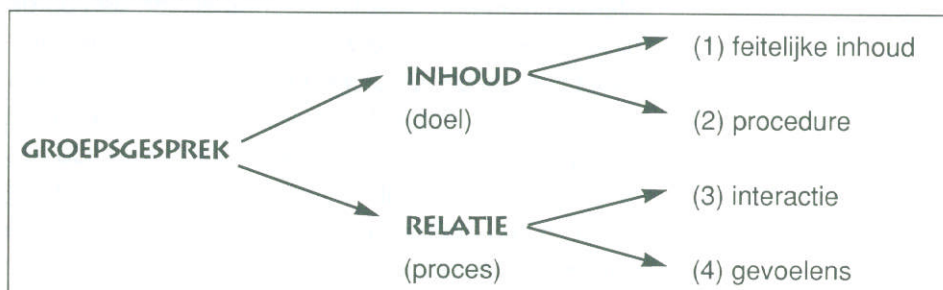 GROEPSGESPREK
INHOUD
(doel)
(1) feitelijke inhoud
(2) procedure
RELATIE
(proces)
(3) interactie
(4) gevoelens